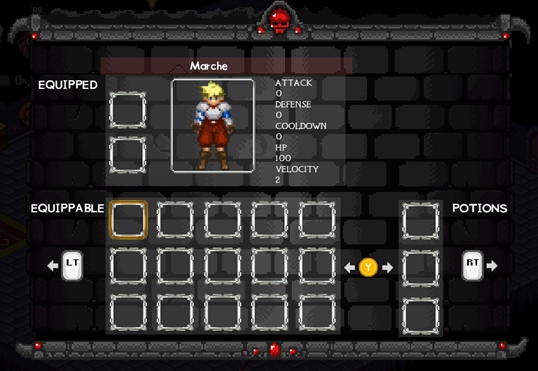 Marche
EQUIPPED
ATTACK
0
DEFENSE
0
COOLDOWN
0
HP
100
VELOCITY
2
EQUIPPABLE
POTIONS
LT
Y
RT